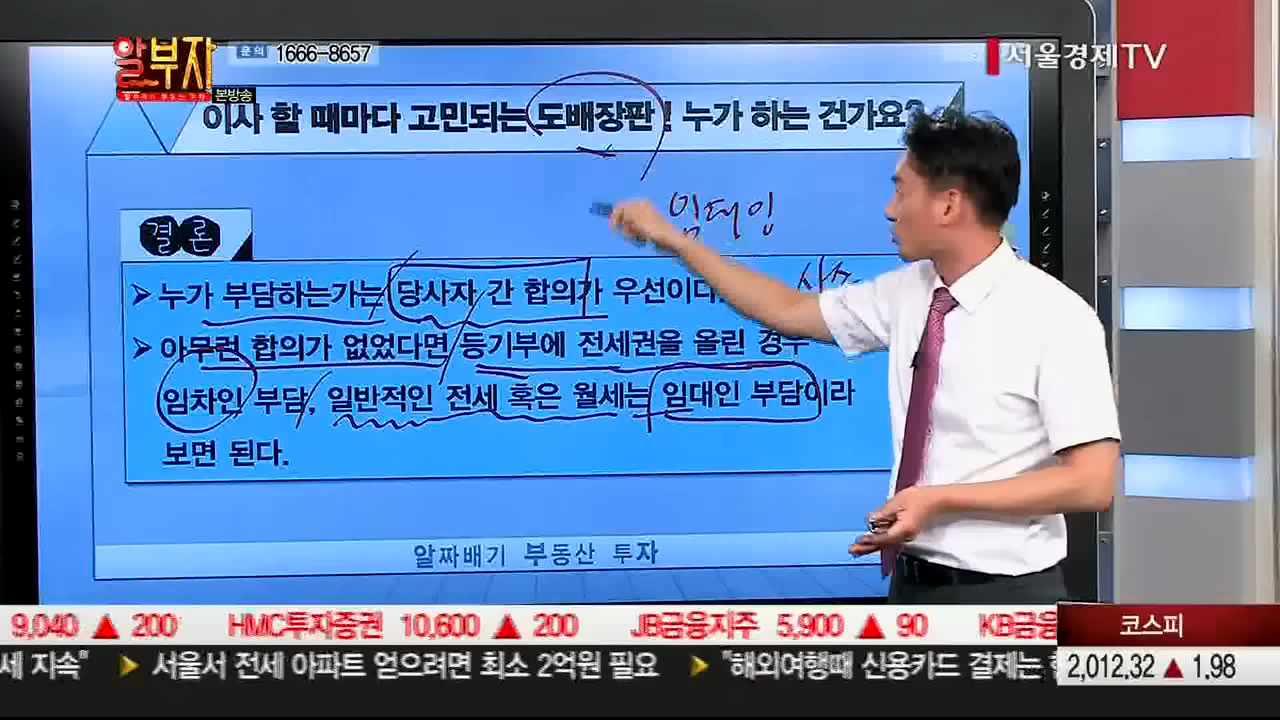 알부자
본방송
문의 1666-8657
서울경제TV
이사 할 때마다 고민되는 도배장판! 누가 하는 건가요?
임대인
결론
➤ 누가 부담하는가는 당사자 간 합의가 우선이다.
➤ 아무런 합의가 없었다면 등기부에 전세권을 올린 경우
임차인 부담, 일반적인 전세 혹은 월세는 임대인 부담이라
보면 된다.
알짜배기 부동산 투자
9,040 ▲ 200 HMC투자증권 10,600 ▲ 200 JB금융지주 5,900 ▲ 90 KB금융
코스피
세 지속" 서울서 전세 아파트 얻으려면 최소 2억원 필요 "해외여행때 신용카드 결제는
2,012.32 ▲ 1.98